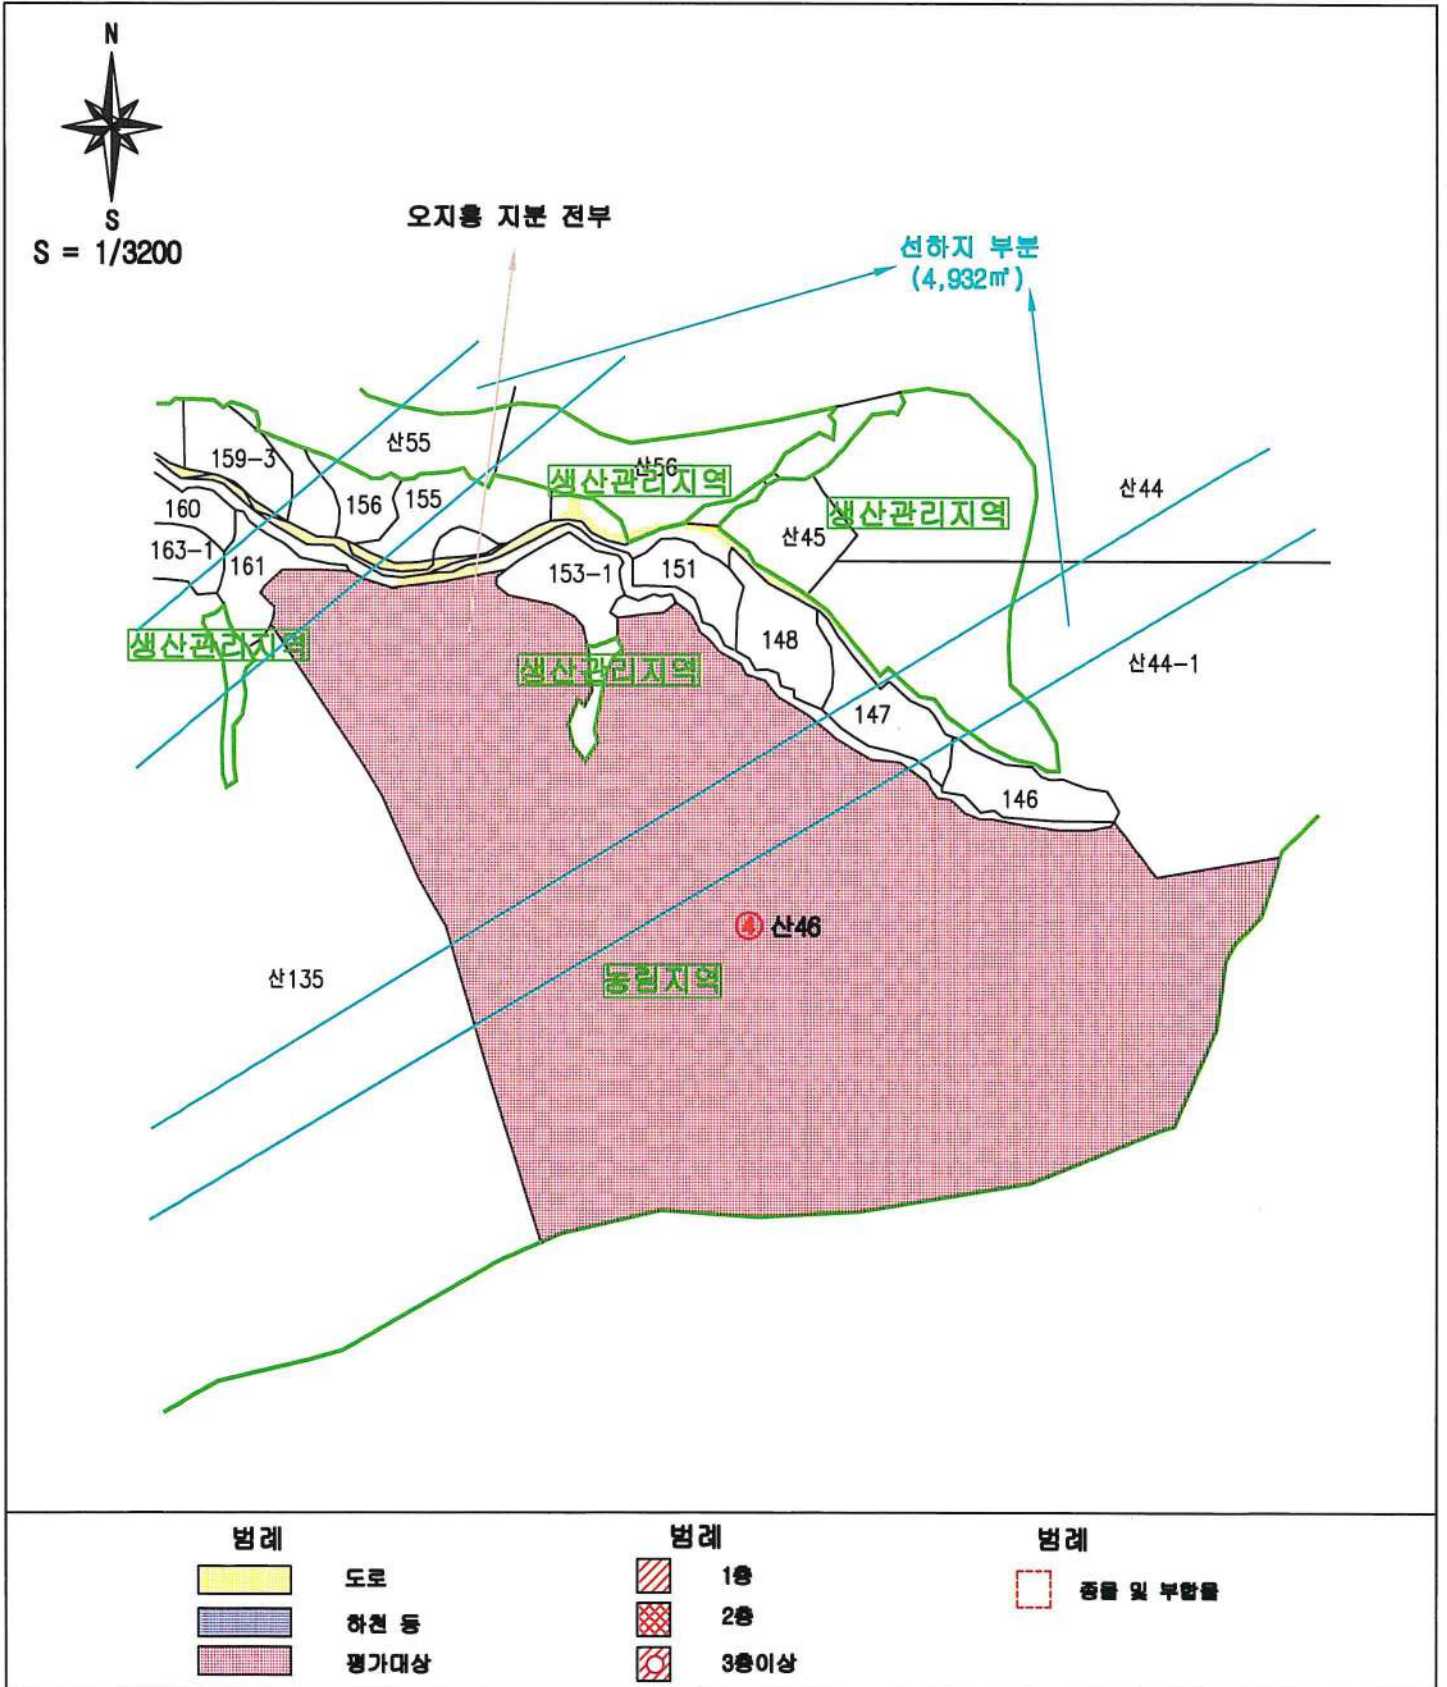 N
S
S = 1/3200
오지흥 지분 전부
선하지 부분
(4,932㎡)
산55
159-3
산56
생산관리지역
산44
156
155
160
생산관리지역
산45
163-1
161
153-1
151
생산관리지역
148
생산관리지역
산44-1
147
146
④ 산46
산135
농림지역
범례
범례
범례
도로
1층
종물 및 부합물
하천 등
2층
평가대상
3층이상